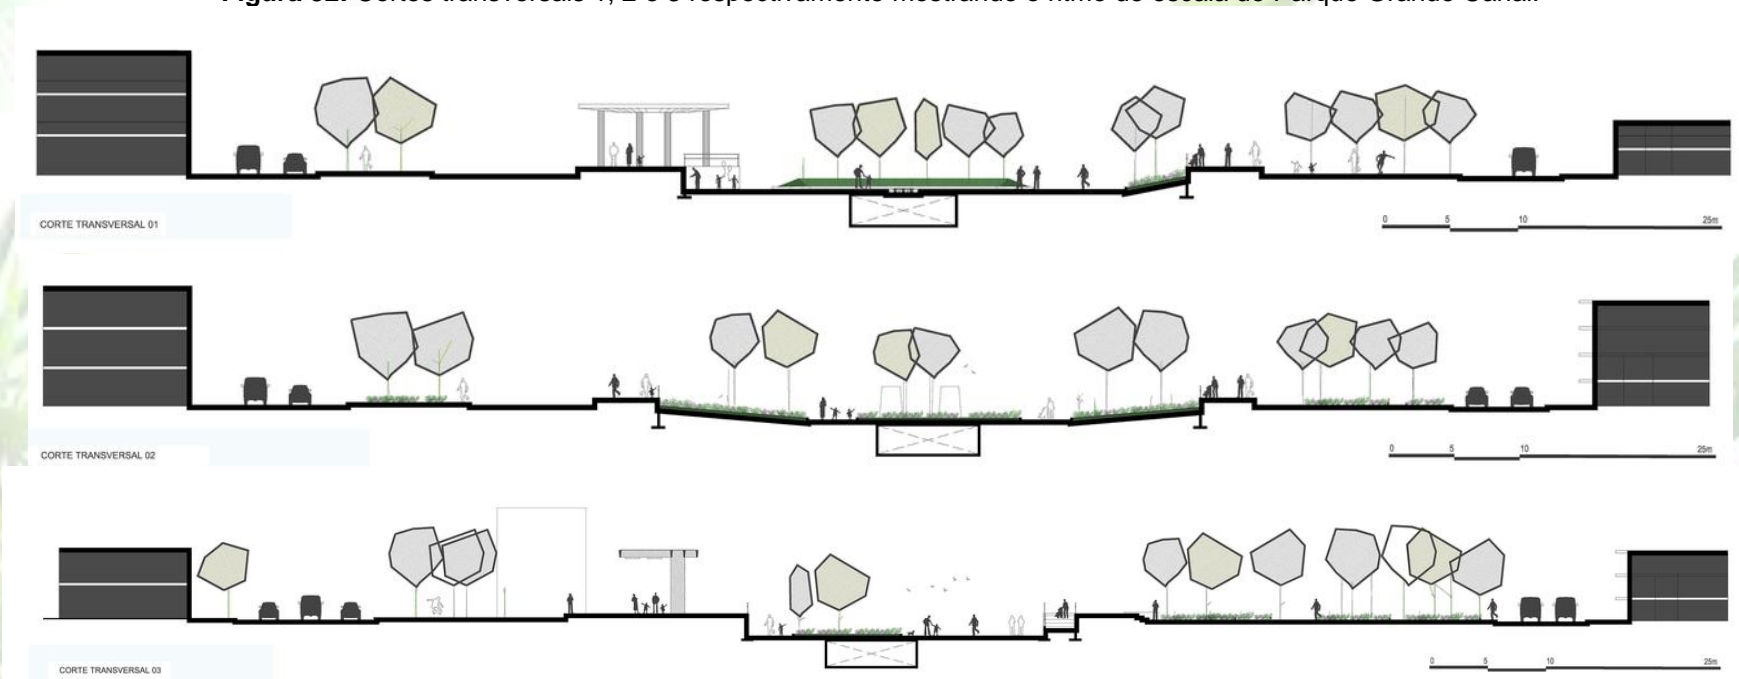 Figura Cortes transversais 1, 2 e 3 respectivamente mostrando o ritmo de escala do Parque Grande Canal.
CORTE TRANSVERSAL 01
0 5 10 25m
CORTE TRANSVERSAL 02
0 5 10 25m
CORTE TRANSVERSAL 03
0 5 10 25m